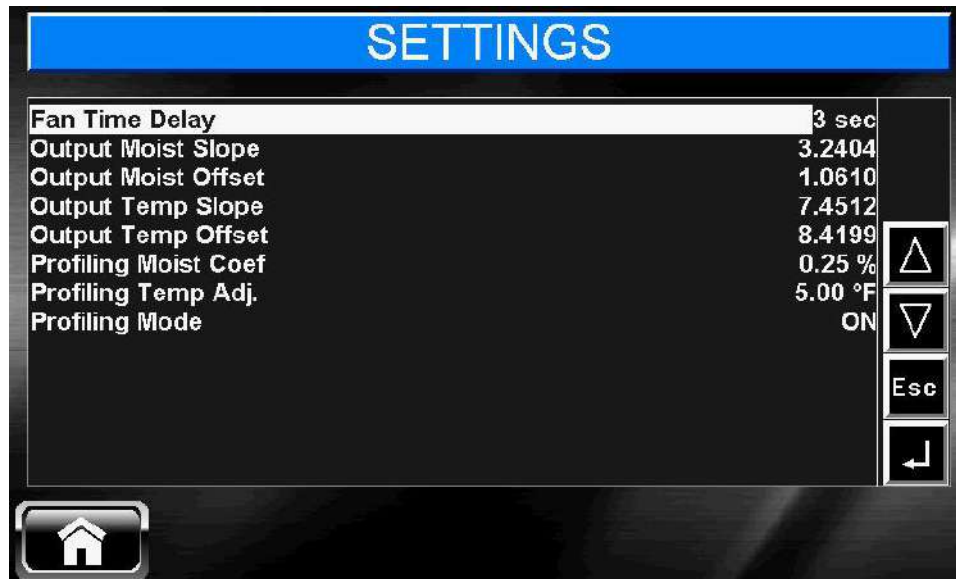 SETTINGS
Fan Time Delay 3 sec
Output Moist Slope 3.2404
Output Moist Offset 1.0610
Output Temp Slope 7.4512
Output Temp Offset 8.4199
Profiling Moist Coef 0.25 %
Profiling Temp Adj. 5.00 °F
Profiling Mode ON
Esc